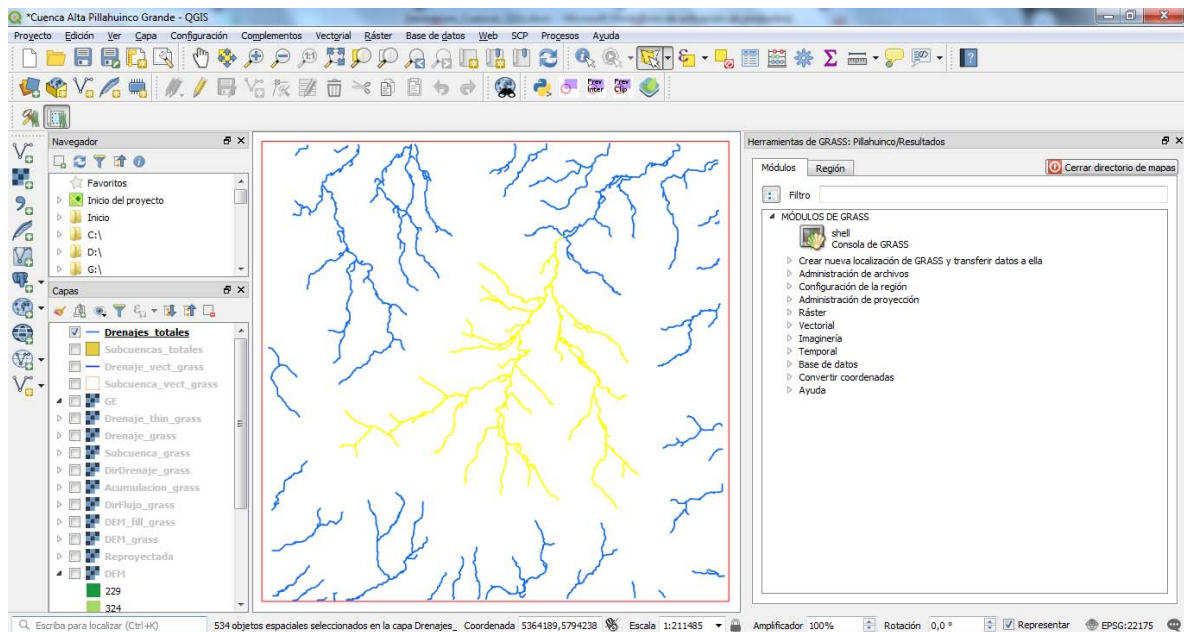 *Cuenca Alta Pillahuinco Grande - QGIS
Proyecto Edición Ver Capa Configuración Complementos Vectorial Ráster Base de datos Web SCP Procesos Ayuda
Prev Inter
Prev Clip
Navegador
Favoritos
Inicio del proyecto
Inicio
C:\
D:\
G:\
Capas
Drenajes_totales
Subcuencas_totales
Drenaje_vect_grass
Subcuenca_vect_grass
GE
Drenaje_thin_grass
Drenaje_grass
Subcuenca_grass
DirDrenaje_grass
Acumulacion_grass
DirFlujo_grass
DEM_fill_grass
DEM_grass
Reproyectada
DEM
229
324
Herramientas de GRASS: Pillahuinco/Resultados
Módulos Región Cerrar directorio de mapas
Filtro
MÓDULOS DE GRASS
shell
Consola de GRASS
Crear nueva localización de GRASS y transferir datos a ella
Administración de archivos
Configuración de la región
Administración de proyección
Ráster
Vectorial
Imaginería
Temporal
Base de datos
Convertir coordenadas
Ayuda
Escriba para localizar (Ctrl+K) 534 objetos espaciales seleccionados en la capa Drenajes_ Coordenada 5364189,5794238 Escala 1:211485 Amplificador 100% Rotación 0,0 ° Representar EPSG:22175